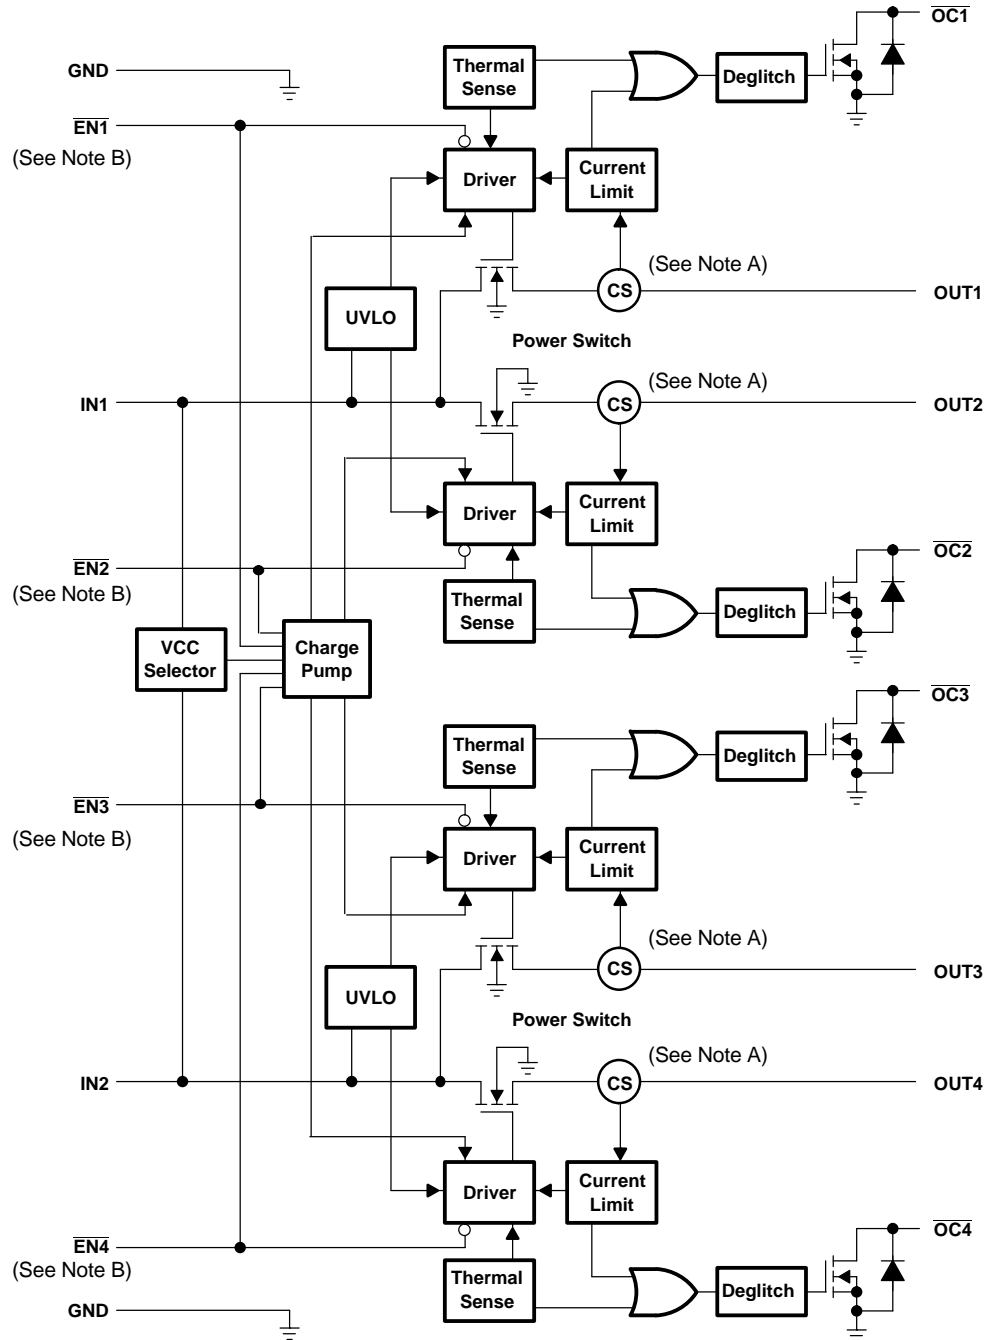 OC1
GND
Thermal
Sense
Deglitch
EN1
(See Note B)
Driver
Current
Limit
(See Note A)
CS
OUT1
UVLO
Power Switch
(See Note A)
IN1
CS
OUT2
Driver
Current
Limit
EN2
(See Note B)
OC2
Thermal
Sense
Deglitch
VCC
Selector
Charge
Pump
OC3
Thermal
Sense
Deglitch
EN3
(See Note B)
Driver
Current
Limit
(See Note A)
CS
OUT3
UVLO
Power Switch
(See Note A)
IN2
CS
OUT4
Driver
Current
Limit
EN4
(See Note B)
OC4
Thermal
Sense
Deglitch
GND